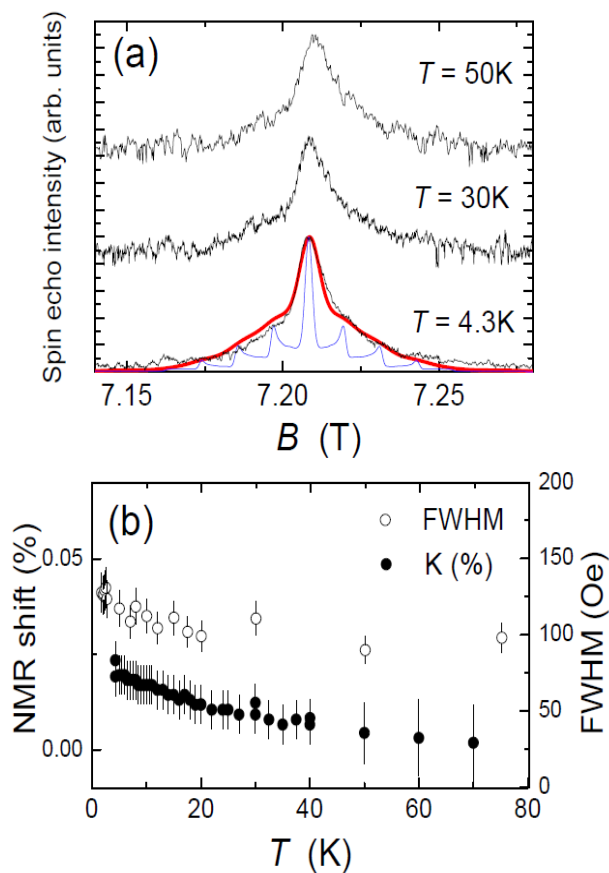 (a)
Spin echo intensity (arb. units)
T = 50K
T = 30K
T = 4.3K
7.15 7.20 7.25
B (T)
(b)
FWHM
K (%)
NMR shift (%)
0.05
0.00
200
150
100
50
0
FWHM (Oe)
0 20 40 60 80
T (K)